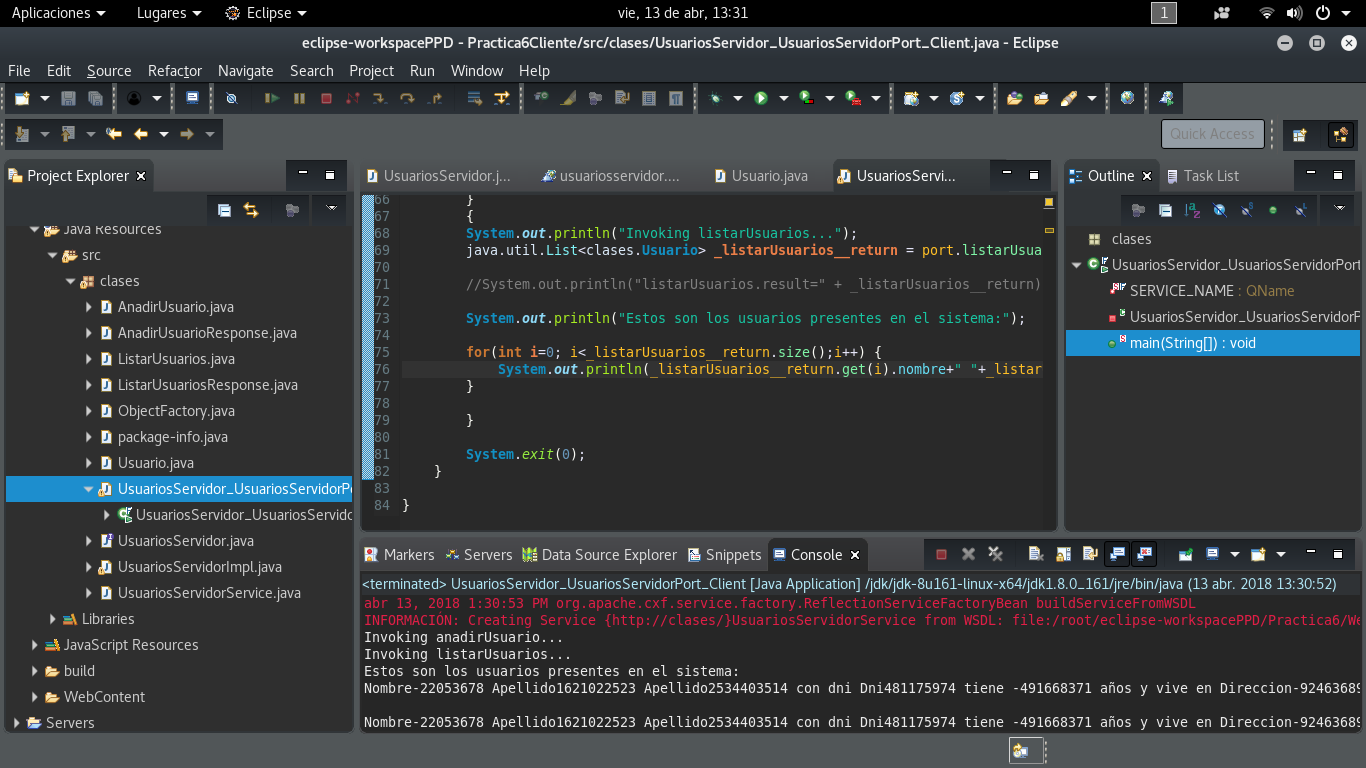 Aplicaciones Lugares Eclipse vie, 13 de abr, 13:31 1
eclipse-workspacePPD - Practica6Cliente/src/clases/UsuariosServidor_UsuariosServidorPort_Client.java - Eclipse
File Edit Source Refactor Navigate Search Project Run Window Help
Quick Access
Project Explorer
Java Resources
src
clases
AnadirUsuario.java
AnadirUsuarioResponse.java
ListarUsuarios.java
ListarUsuariosResponse.java
ObjectFactory.java
package-info.java
Usuario.java
UsuariosServidor_UsuariosServidorPo
UsuariosServidor_UsuariosServido
UsuariosServidor.java
UsuariosServidorImpl.java
UsuariosServidorService.java
Libraries
JavaScript Resources
build
WebContent
Servers
UsuariosServidor.j... usuariosservidor.... Usuario.java UsuariosServi...
66 }
67 {
68 System.out.println("Invoking listarUsuarios...");
69 java.util.List<clases.Usuario> _listarUsuarios__return = port.listarUsua
70
71 //System.out.println("listarUsuarios.result=" + _listarUsuarios__return)
72
73 System.out.println("Estos son los usuarios presentes en el sistema:");
74
75 for(int i=0; i<_listarUsuarios__return.size();i++) {
76 System.out.println(_listarUsuarios__return.get(i).nombre+" "+_listar
77 }
78
79 }
80
81 System.exit(0);
82 }
83
84 }
Outline Task List
clases
UsuariosServidor_UsuariosServidorPort
SERVICE_NAME : QName
UsuariosServidor_UsuariosServidorP
main(String[]) : void
Markers Servers Data Source Explorer Snippets Console
<terminated> UsuariosServidor_UsuariosServidorPort_Client [Java Application] /jdk/jdk-8u161-linux-x64/jdk1.8.0_161/jre/bin/java (13 abr. 2018 13:30:52)
abr 13, 2018 1:30:53 PM org.apache.cxf.service.factory.ReflectionServiceFactoryBean buildServiceFromWSDL
INFORMACIÓN: Creating Service {http://clases/}UsuariosServidorService from WSDL: file:/root/eclipse-workspacePPD/Practica6/We
Invoking anadirUsuario...
Invoking listarUsuarios...
Estos son los usuarios presentes en el sistema:
Nombre-22053678 Apellido1621022523 Apellido2534403514 con dni Dni481175974 tiene -491668371 años y vive en Direccion-92463689
Nombre-22053678 Apellido1621022523 Apellido2534403514 con dni Dni481175974 tiene -491668371 años y vive en Direccion-92463689